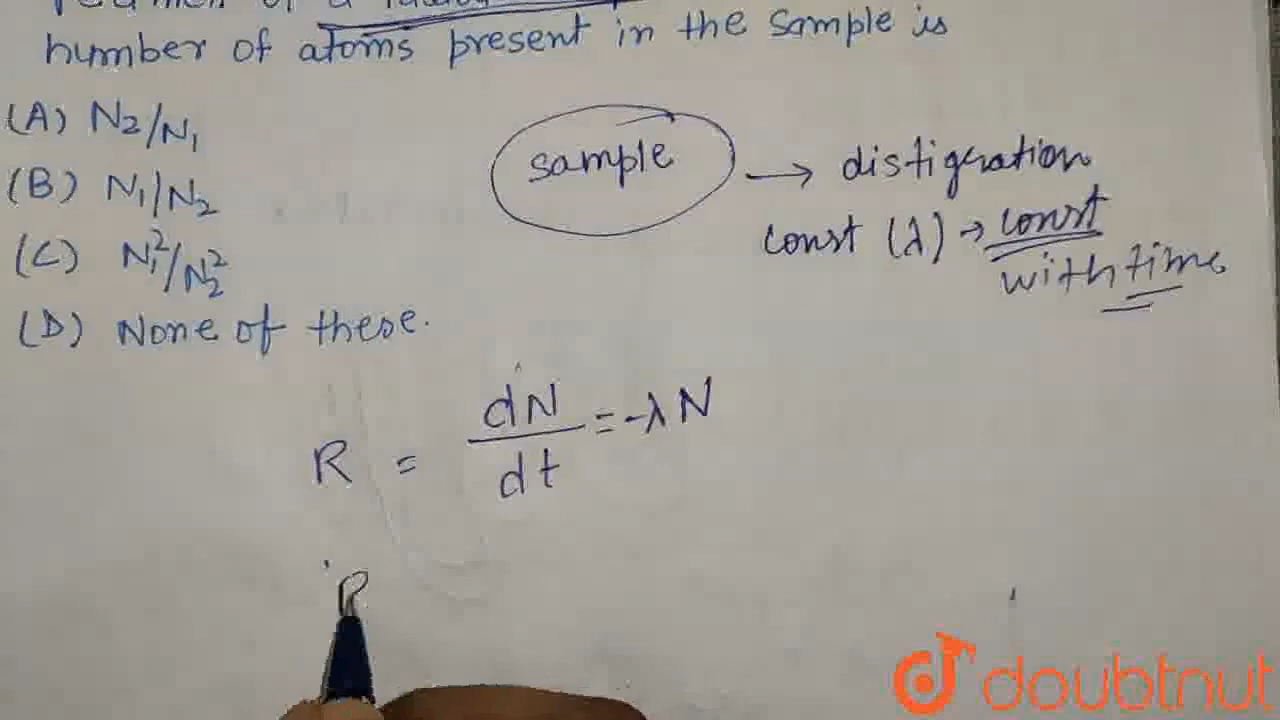 of a
number of atoms present in the sample is
(A) N2/N1
(B) N1/N2
(C) N1²/N2²
(D) None of these.
sample → distigration
const (λ) → const
with time
R = dN/dt = -λN
R
doubtnut